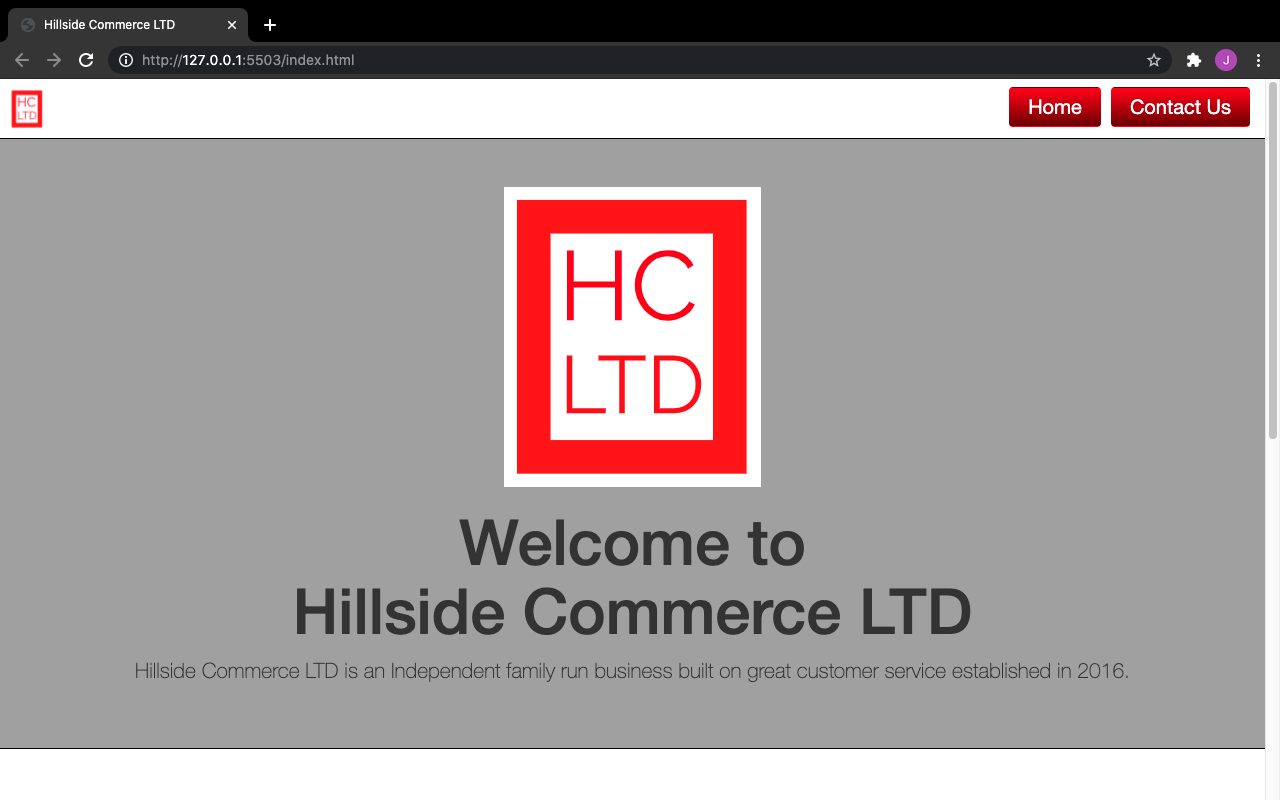 Hillside Commerce LTD
http://127.0.0.1:5503/index.html
J
HC
LTD
Home
Contact Us
HC
LTD
Welcome to
Hillside Commerce LTD
Hillside Commerce LTD is an Independent family run business built on great customer service established in 2016.